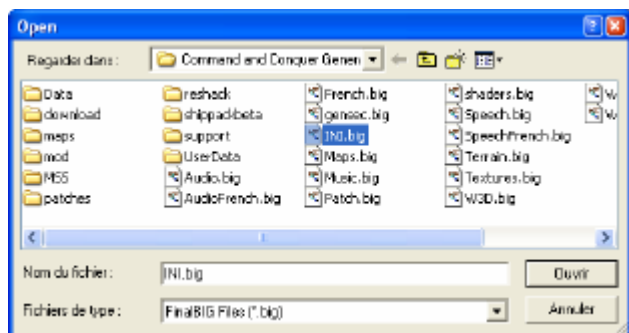 Open
Regarder dans :
Command and Conquer Gener
Data
download
maps
mod
MSS
patches
reshack
shippack-beta
support
UserData
Audio.big
AudioFrench.big
French.big
gensec.big
INI.big
Maps.big
Music.big
Patch.big
shaders.big
Speech.big
SpeechFrench.big
Terrain.big
Textures.big
W3D.big
Nom du fichier :
INI.big
Ouvrir
Fichiers de type :
FinalBIG Files (*.big)
Annuler